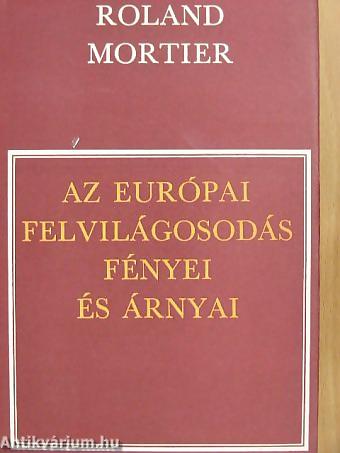 ROLAND
MORTIER
AZ EURÓPAI
FELVILÁGOSODÁS
FÉNYEI
ÉS ÁRNYAI
Antikvárium.hu